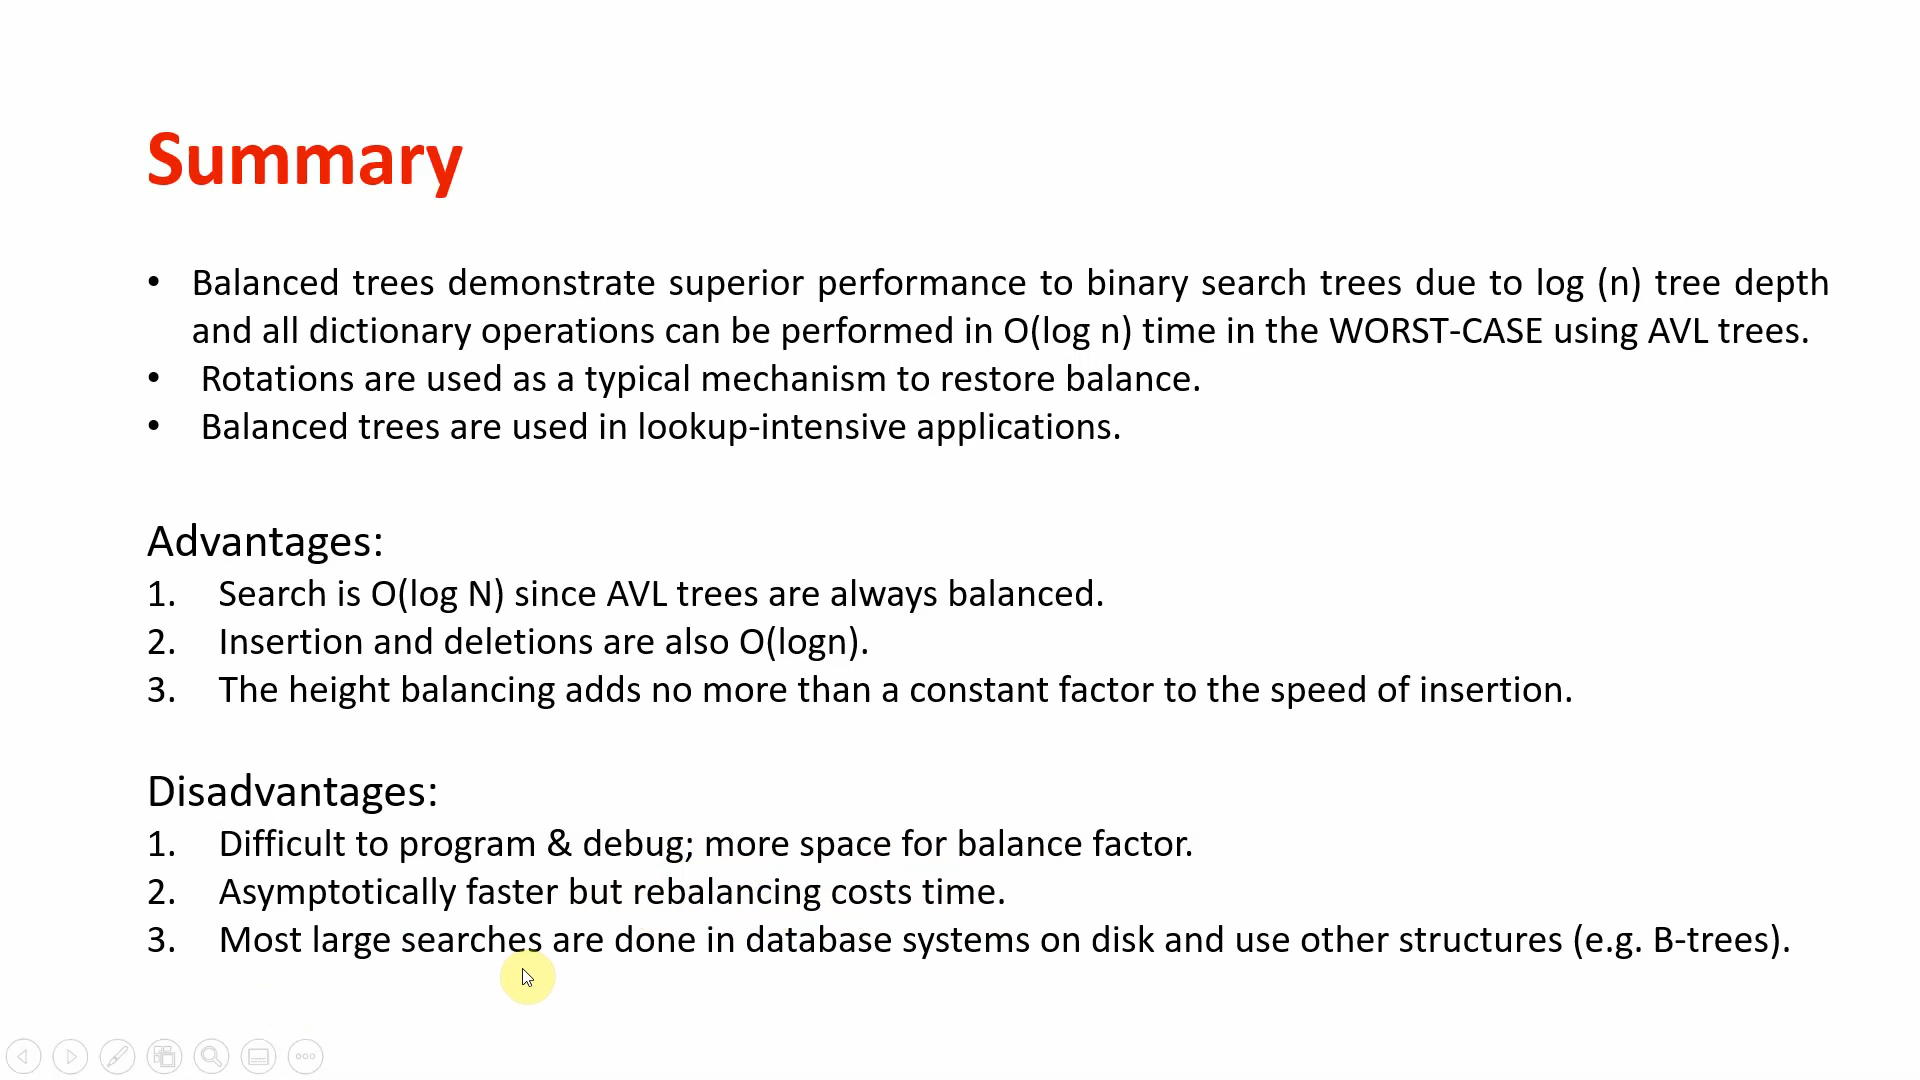 Summary
• Balanced trees demonstrate superior performance to binary search trees due to log (n) tree depth
and all dictionary operations can be performed in O(log n) time in the WORST-CASE using AVL trees.
• Rotations are used as a typical mechanism to restore balance.
• Balanced trees are used in lookup-intensive applications.
Advantages:
1. Search is O(log N) since AVL trees are always balanced.
2. Insertion and deletions are also O(logn).
3. The height balancing adds no more than a constant factor to the speed of insertion.
Disadvantages:
1. Difficult to program & debug; more space for balance factor.
2. Asymptotically faster but rebalancing costs time.
3. Most large searches are done in database systems on disk and use other structures (e.g. B-trees).